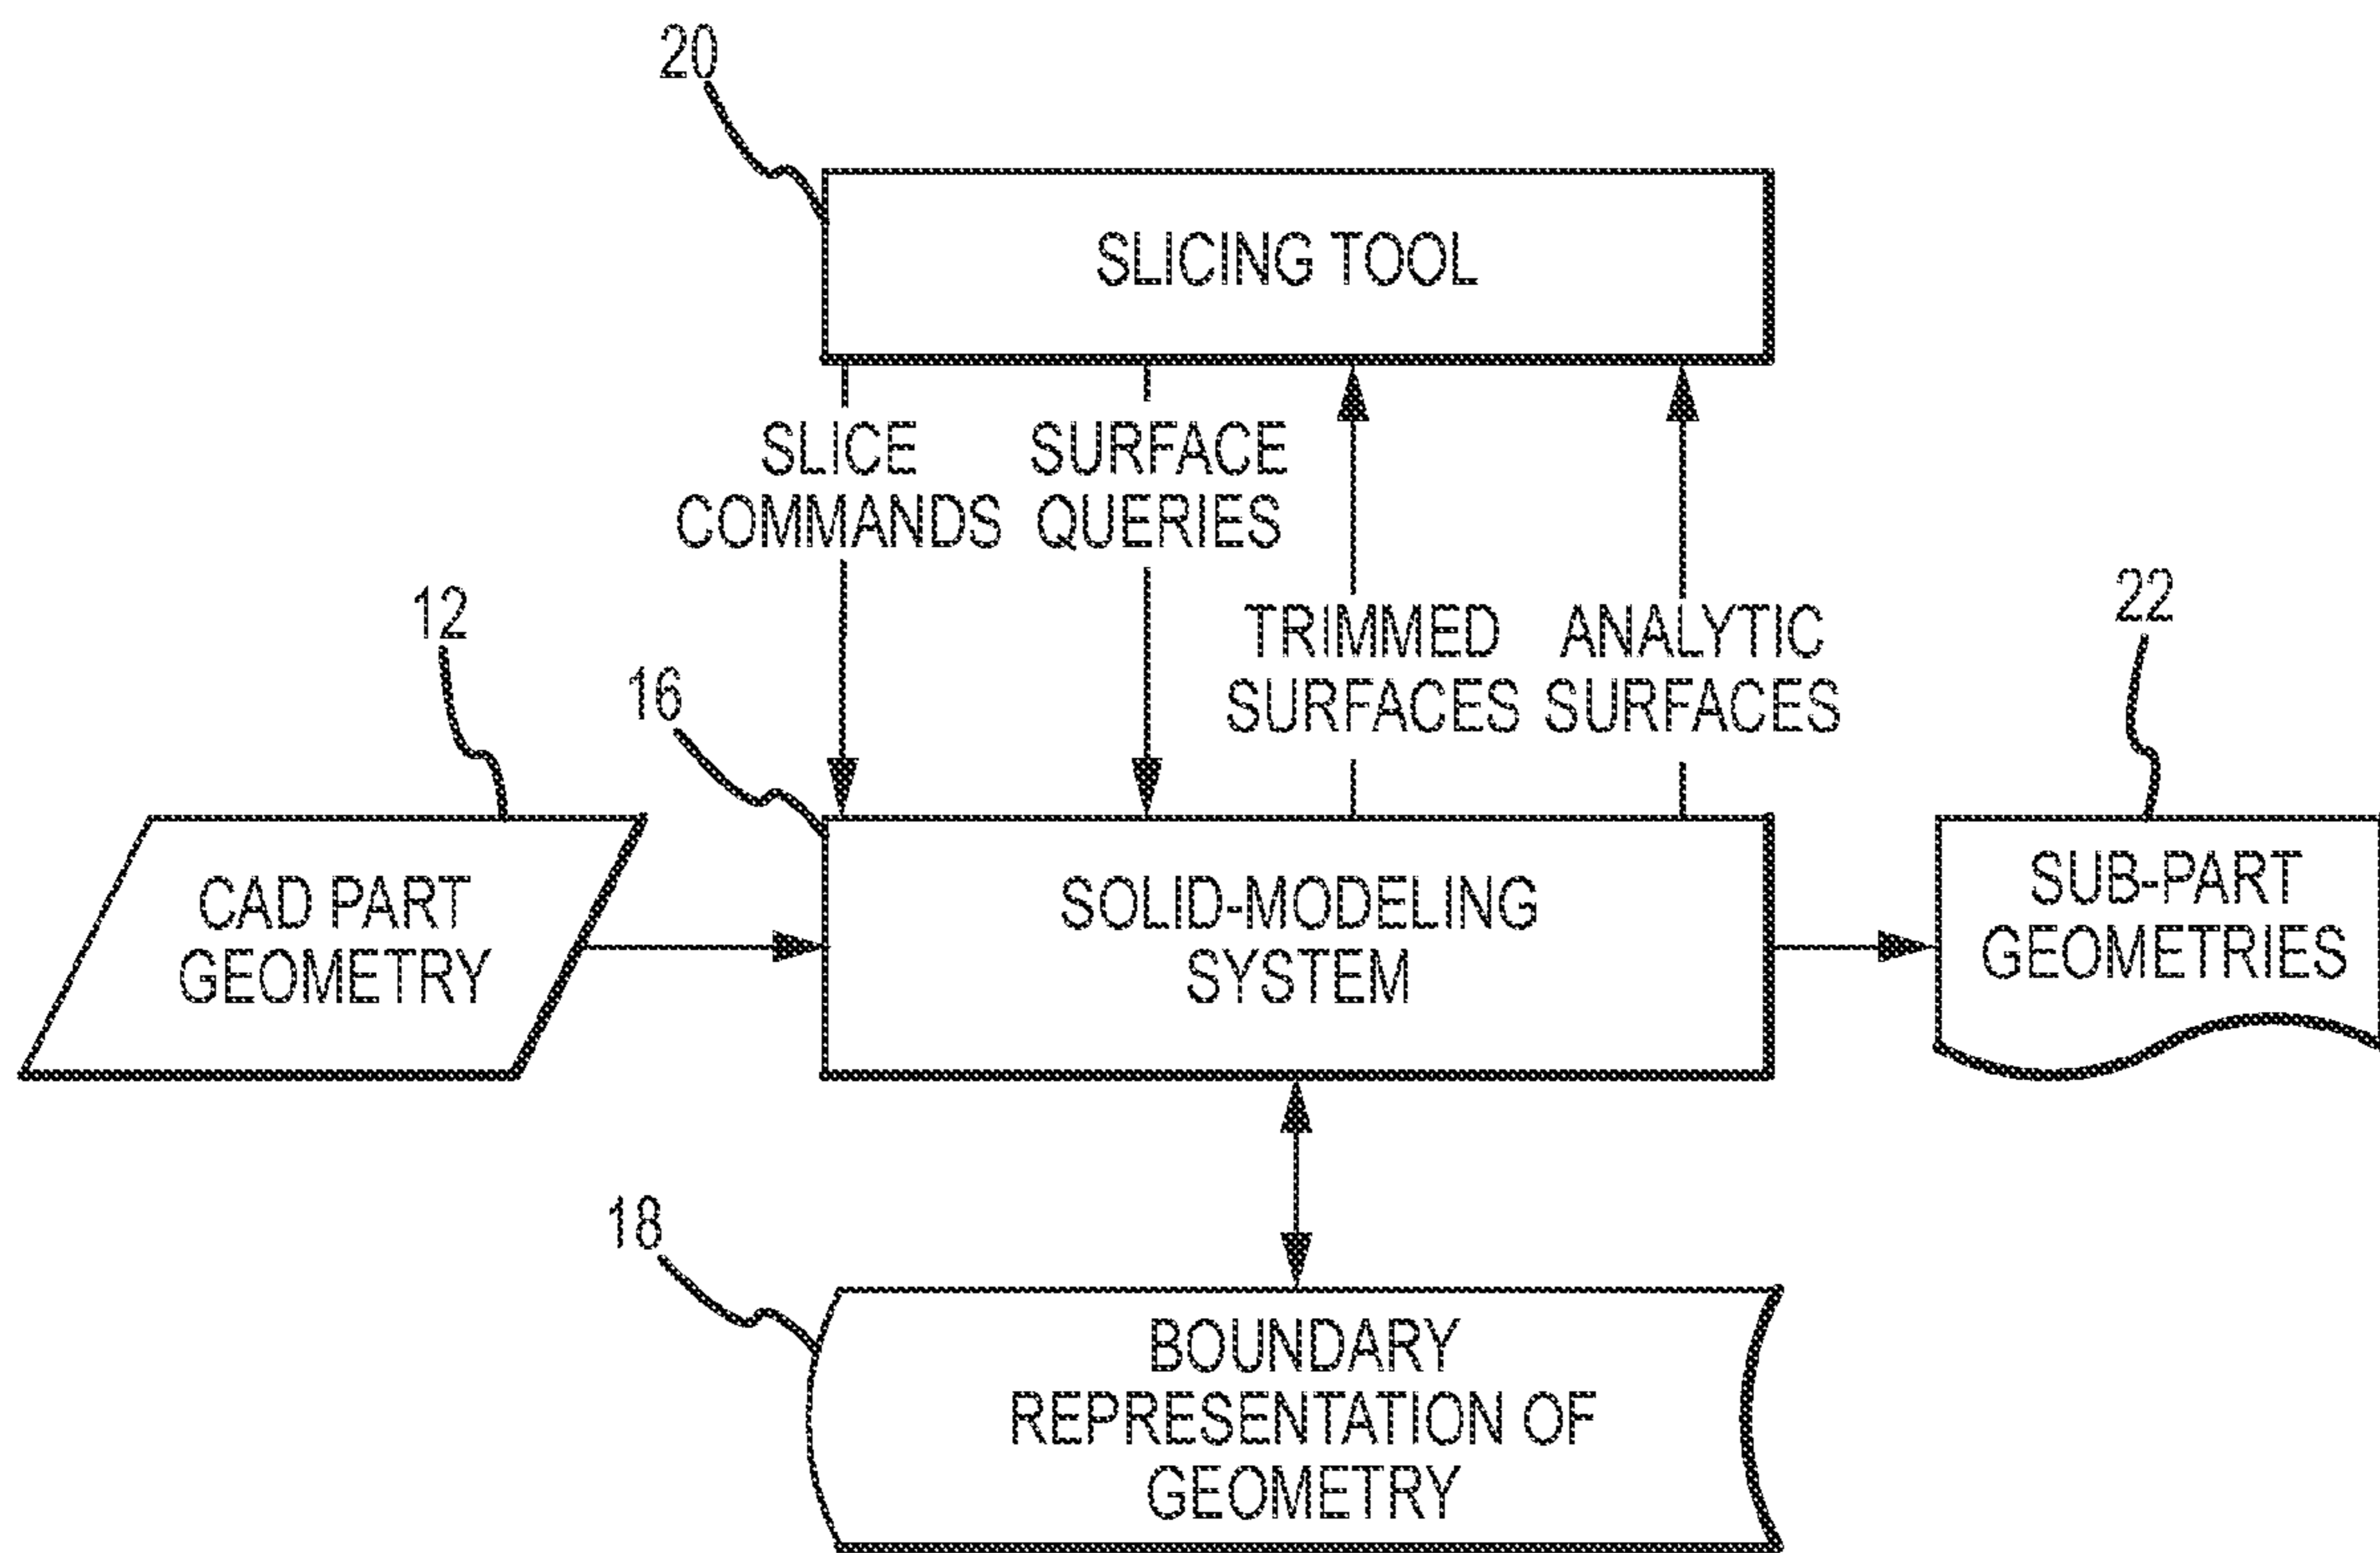 20
SLICING TOOL
SLICE
COMMANDS
SURFACE
QUERIES
TRIMMED
SURFACES
ANALYTIC
SURFACES
12
CAD PART
GEOMETRY
16
SOLID-MODELING
SYSTEM
22
SUB-PART
GEOMETRIES
18
BOUNDARY
REPRESENTATION OF
GEOMETRY